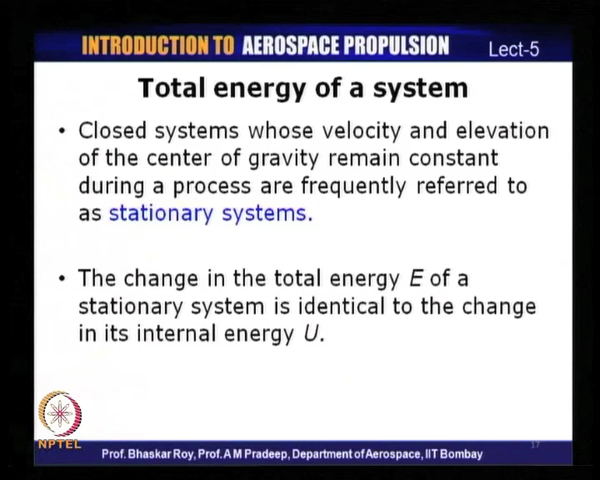 INTRODUCTION TO AEROSPACE PROPULSION Lect-5
Total energy of a system
• Closed systems whose velocity and elevation
of the center of gravity remain constant
during a process are frequently referred to
as stationary systems.
• The change in the total energy E of a
stationary system is identical to the change
in its internal energy U.
NPTEL
17
Prof. Bhaskar Roy, Prof. A M Pradeep, Department of Aerospace, IIT Bombay